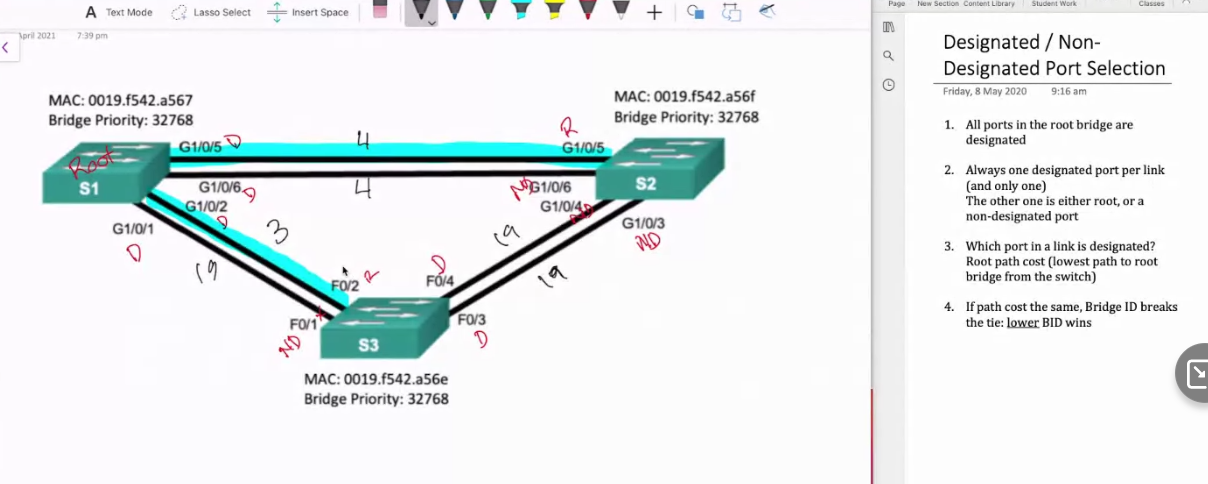 A Text Mode
Lasso Select
Insert Space
Page
New Section
Content Library
Student Work
Classes
April 2021 7:39 pm
MAC: 0019.f542.a567
Bridge Priority: 32768
MAC: 0019.f542.a56f
Bridge Priority: 32768
G1/0/5 D
4
R
G1/0/5
Root
S1
G1/0/6 D
4
ND G1/0/6
S2
G1/0/2
D
G1/0/4 ND
G1/0/1
D
3
19
G1/0/3
ND
19
19
F0/2 R
D
F0/4
F0/1
ND
F0/3
D
S3
MAC: 0019.f542.a56e
Bridge Priority: 32768
Designated / Non-
Designated Port Selection
Friday, 8 May 2020 9:16 am
1. All ports in the root bridge are
designated
2. Always one designated port per link
(and only one)
The other one is either root, or a
non-designated port
3. Which port in a link is designated?
Root path cost (lowest path to root
bridge from the switch)
4. If path cost the same, Bridge ID breaks
the tie: lower BID wins